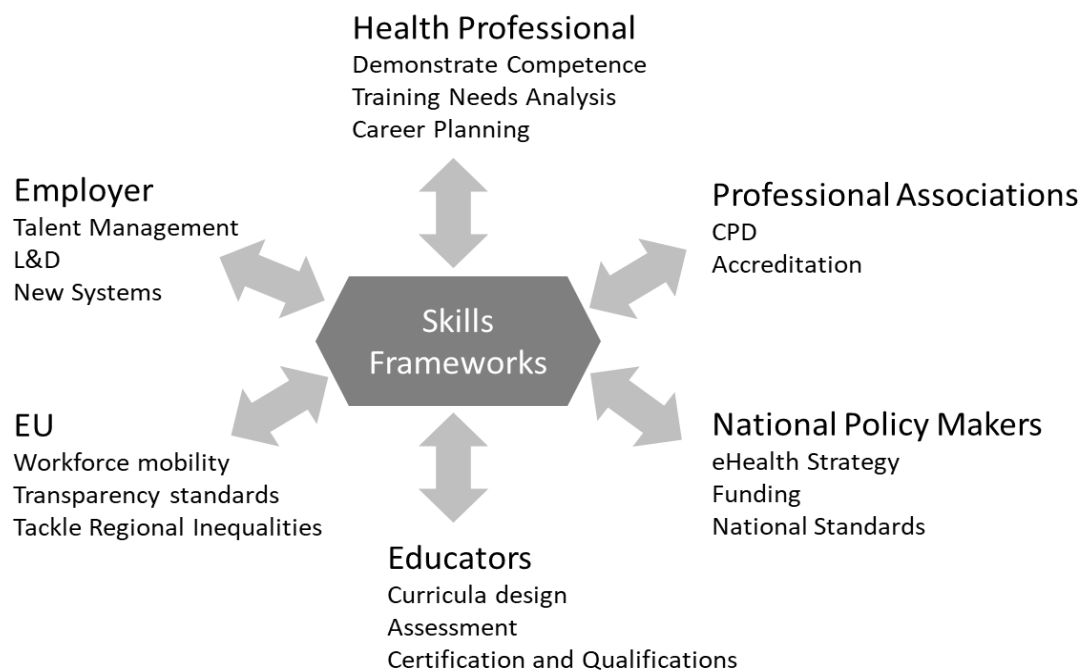 Health Professional
Demonstrate Competence
Training Needs Analysis
Career Planning
Employer
Talent Management
L&D
New Systems
Professional Associations
CPD
Accreditation
Skills
Frameworks
EU
Workforce mobility
Transparency standards
Tackle Regional Inequalities
National Policy Makers
eHealth Strategy
Funding
National Standards
Educators
Curricula design
Assessment
Certification and Qualifications